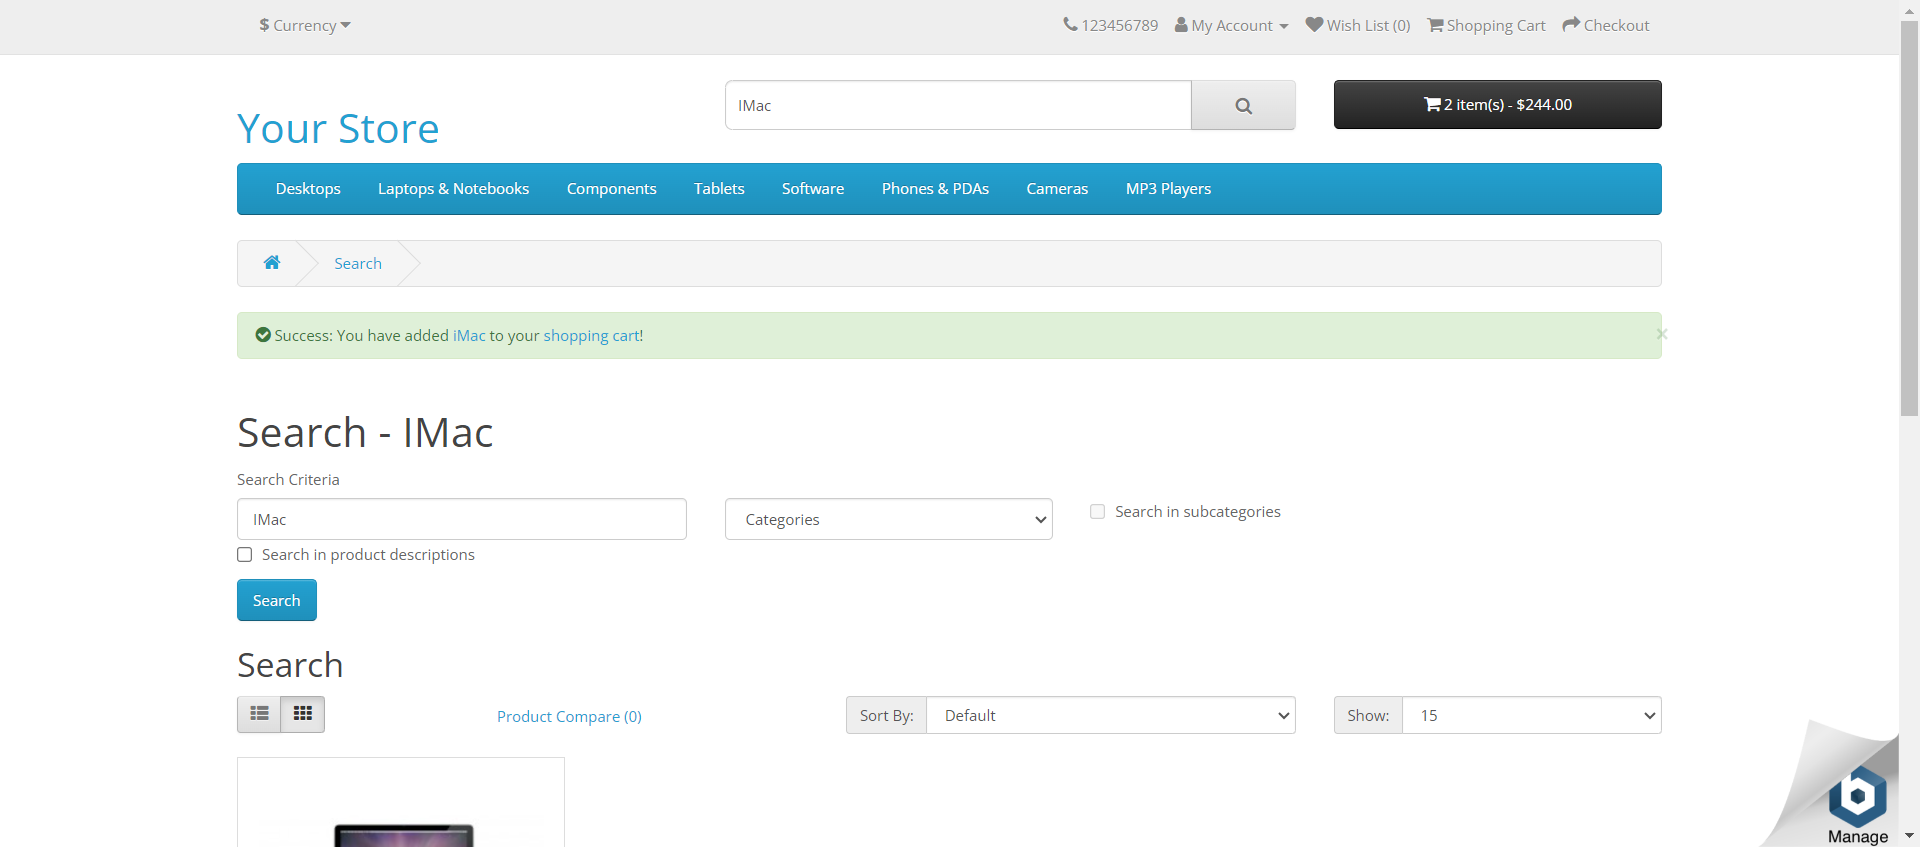 $ Currency
123456789 My Account Wish List (0) Shopping Cart Checkout
IMac
2 item(s) - $244.00
Your Store
Desktops Laptops & Notebooks Components Tablets Software Phones & PDAs Cameras MP3 Players
Search
Success: You have added iMac to your shopping cart!
×
Search - IMac
Search Criteria
IMac
Categories
Search in subcategories
Search in product descriptions
Search
Search
Product Compare (0)
Sort By: Default
Show: 15
b
Manage